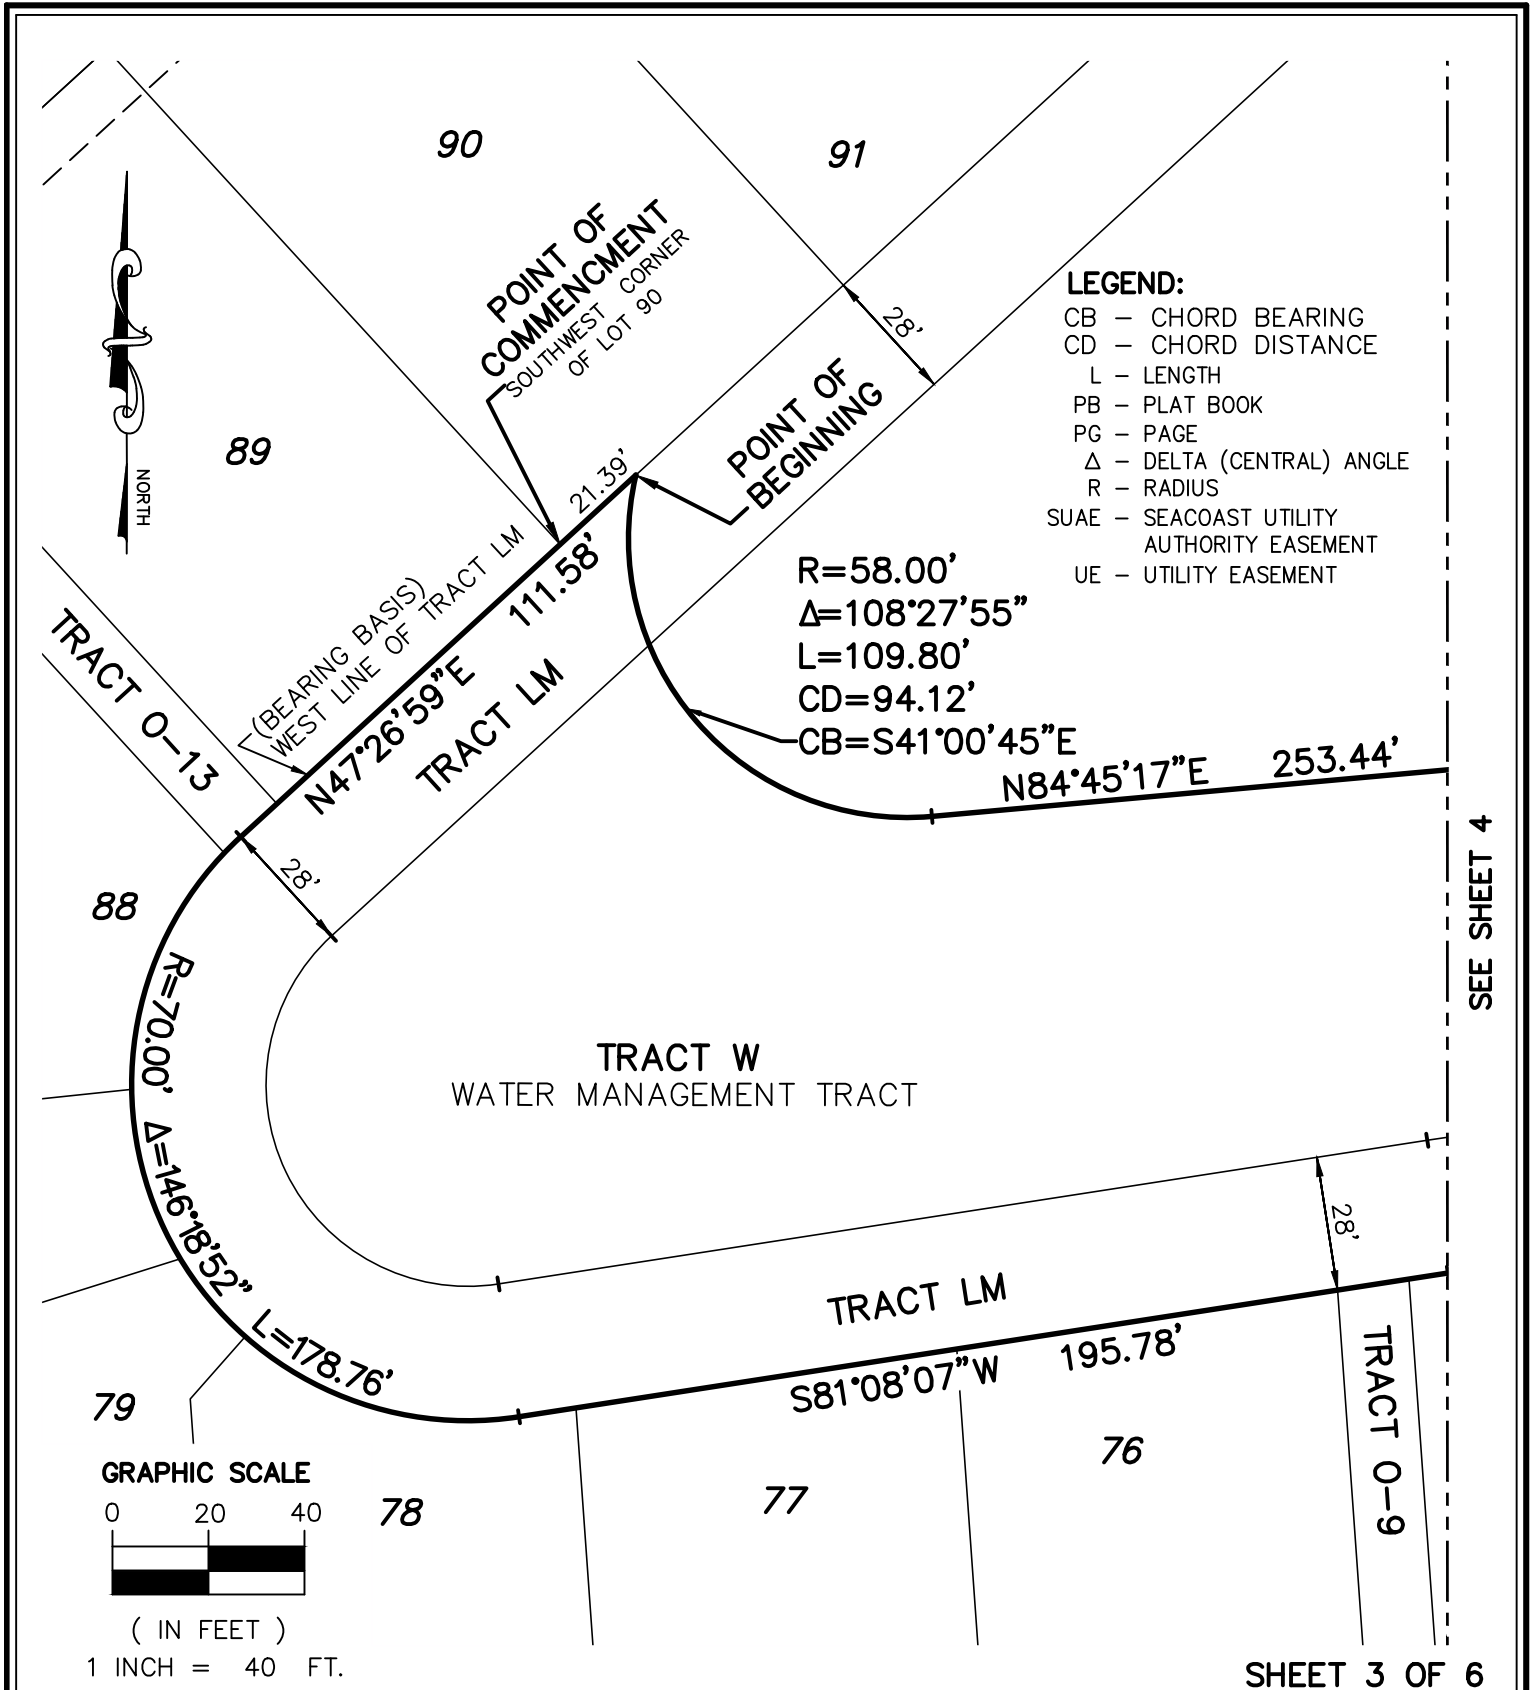 90
91
POINT OF
COMMENCMENT
SOUTHWEST CORNER
OF LOT 90
28'
LEGEND:
CB – CHORD BEARING
CD – CHORD DISTANCE
L – LENGTH
PB – PLAT BOOK
PG – PAGE
Δ – DELTA (CENTRAL) ANGLE
R – RADIUS
SUAE – SEACOAST UTILITY
AUTHORITY EASEMENT
UE – UTILITY EASEMENT
89
NORTH
21.39'
POINT OF
BEGINNING
(BEARING BASIS)
WEST LINE OF TRACT LM
N47°26'59"E 111.58'
TRACT LM
TRACT O–13
R=58.00'
Δ=108°27'55"
L=109.80'
CD=94.12'
CB=S41°00'45"E
N84°45'17"E 253.44'
SEE SHEET 4
28'
88
R=70.00' Δ=146°18'52" L=178.76'
TRACT W
WATER MANAGEMENT TRACT
28'
TRACT LM
S81°08'07"W 195.78'
TRACT O–9
79
78
77
76
GRAPHIC SCALE
0 20 40
( IN FEET )
1 INCH = 40 FT.
SHEET 3 OF 6